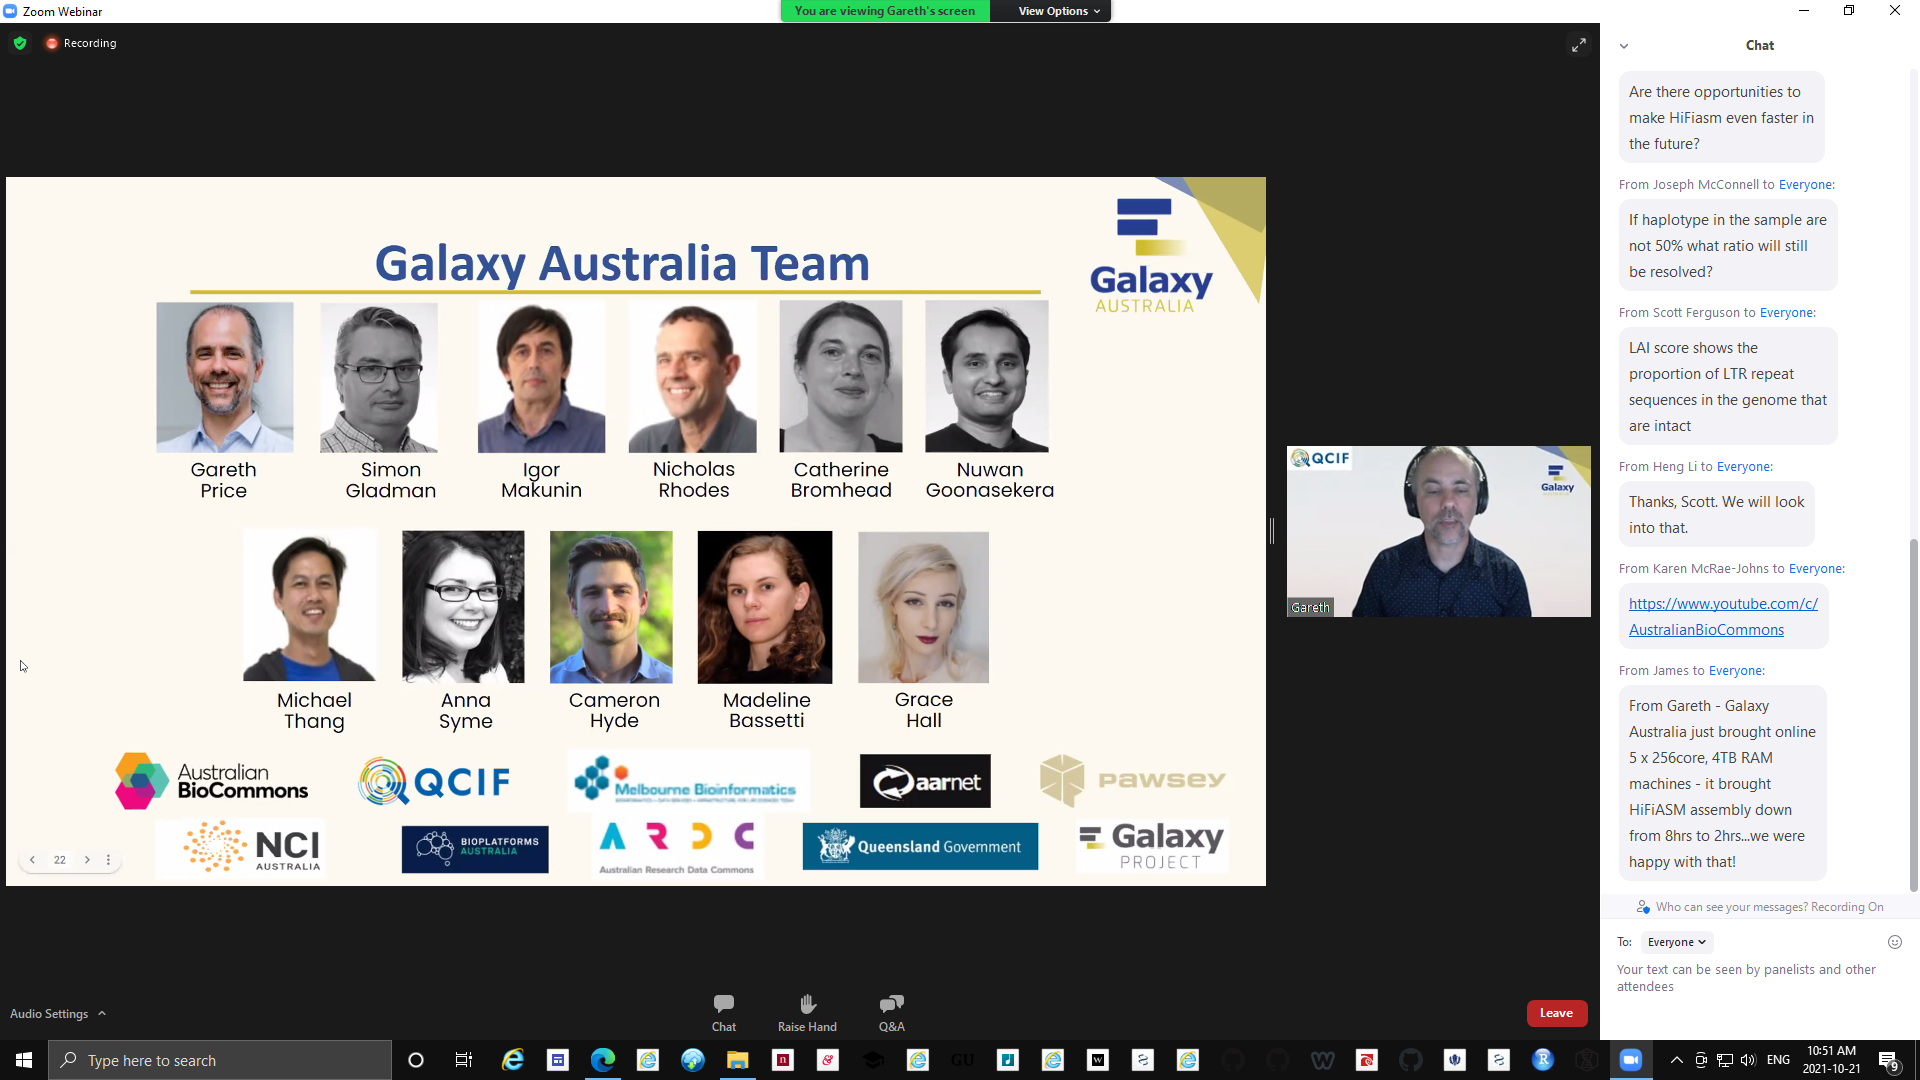 Zoom Webinar
You are viewing Gareth's screen
View Options
Recording
Galaxy Australia Team
Galaxy
AUSTRALIA
Gareth
Price
Simon
Gladman
Igor
Makunin
Nicholas
Rhodes
Catherine
Bromhead
Nuwan
Goonasekera
Michael
Thang
Anna
Syme
Cameron
Hyde
Madeline
Bassetti
Grace
Hall
Australian
BioCommons
QCIF
Melbourne Bioinformatics
aarnet
PAWSEY
NCI
AUSTRALIA
BIOPLATFORMS
AUSTRALIA
ARDC
Australian Research Data Commons
Queensland Government
Galaxy
PROJECT
22
QCIF
Galaxy
Gareth
Chat
Are there opportunities to
make HiFiasm even faster in
the future?
From Joseph McConnell to Everyone:
If haplotype in the sample are
not 50% what ratio will still
be resolved?
From Scott Ferguson to Everyone:
LAI score shows the
proportion of LTR repeat
sequences in the genome that
are intact
From Heng Li to Everyone:
Thanks, Scott. We will look
into that.
From Karen McRae-Johns to Everyone:
https://www.youtube.com/c/
AustralianBioCommons
From James to Everyone:
From Gareth - Galaxy
Australia just brought online
5 x 256core, 4TB RAM
machines - it brought
HiFiASM assembly down
from 8hrs to 2hrs...we were
happy with that!
Who can see your messages? Recording On
To: Everyone
Your text can be seen by panelists and other
attendees
Audio Settings
Chat
Raise Hand
Q&A
Leave
Type here to search
GU
ENG
10:51 AM
2021-10-21
9